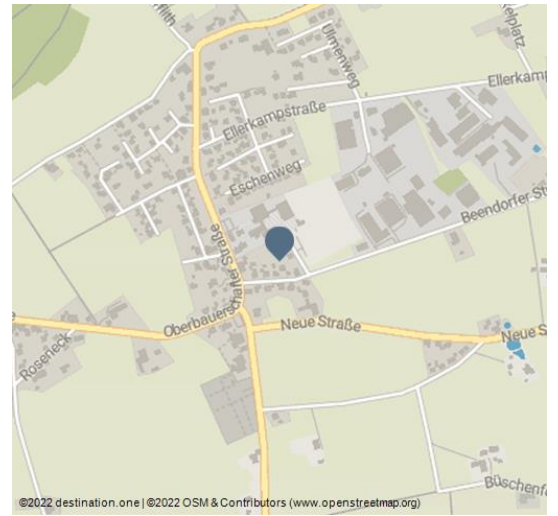 Ulmenweg
Ellerkampstraße
Eschenweg
Beendorfer St
Oberbauerschafter Straße
Neue Straße
Neue S
Roseneck
Büschenfe
©2022 destination.one | ©2022 OSM & Contributors (www.openstreetmap.org)